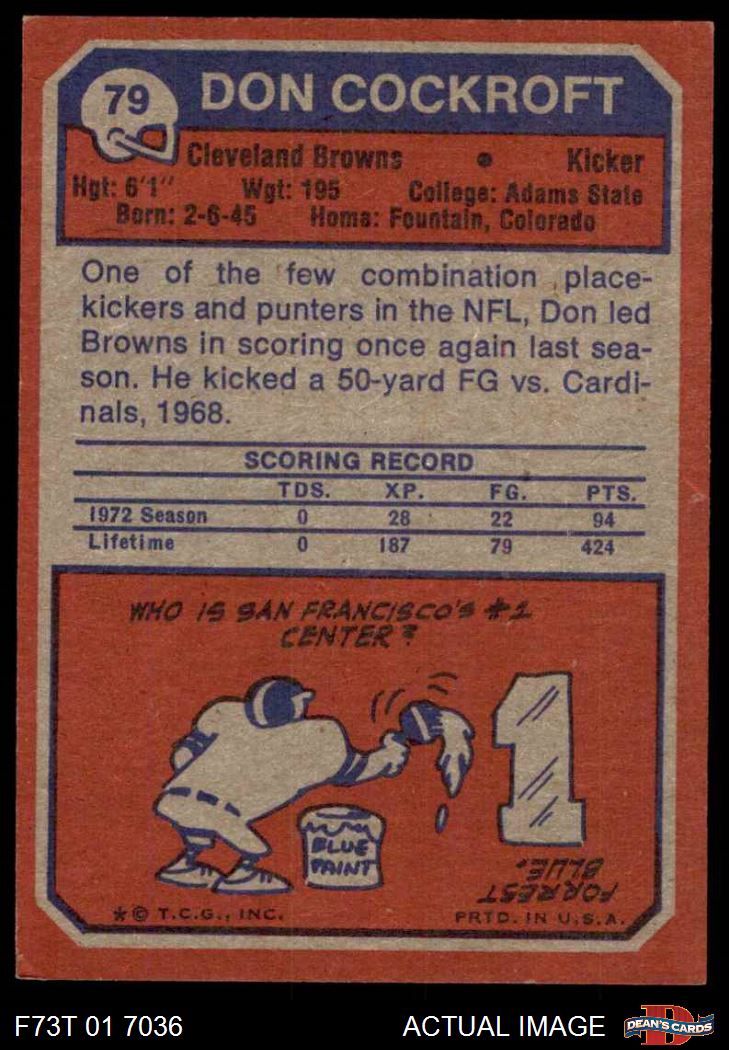 79 DON COCKROFT
Cleveland Browns • Kicker
Hgt: 6'1" Wgt: 195 College: Adams State
Born: 2-6-45 Home: Fountain, Colorado
One of the few combination place-
kickers and punters in the NFL, Don led
Browns in scoring once again last sea-
son. He kicked a 50-yard FG vs. Cardi-
nals, 1968.
SCORING RECORD
TDS. XP. FG. PTS.
1972 Season 0 28 22 94
Lifetime 0 187 79 424
WHO IS SAN FRANCISCO'S #1
CENTER?
1
BLUE
PAINT
FORREST
BLUE.
* © T.C.G., INC. PRTD. IN U.S.A.
F73T 01 7036 ACTUAL IMAGE D DEAN'S CARDS